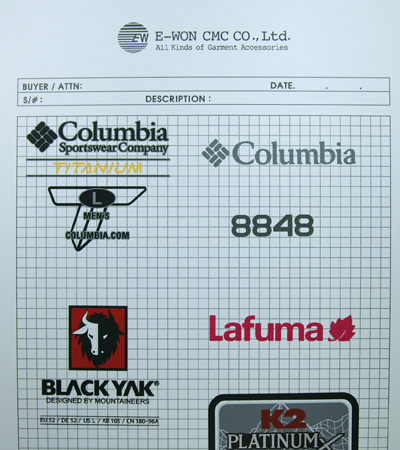 EW E-WON CMC CO.,Ltd.
All Kinds of Garment Accessories
BUYER / ATTN: DATE. . .
S/#: DESCRIPTION :
Columbia
Sportswear Company
TITANIUM
Columbia
L
MEN'S
COLUMBIA.COM
8848
BLACK YAK®
DESIGNED BY MOUNTAINEERS
EU 52 / DE 52 / US L / KR 105 / CN 180-96A
Lafuma
K2
PLATINUM X